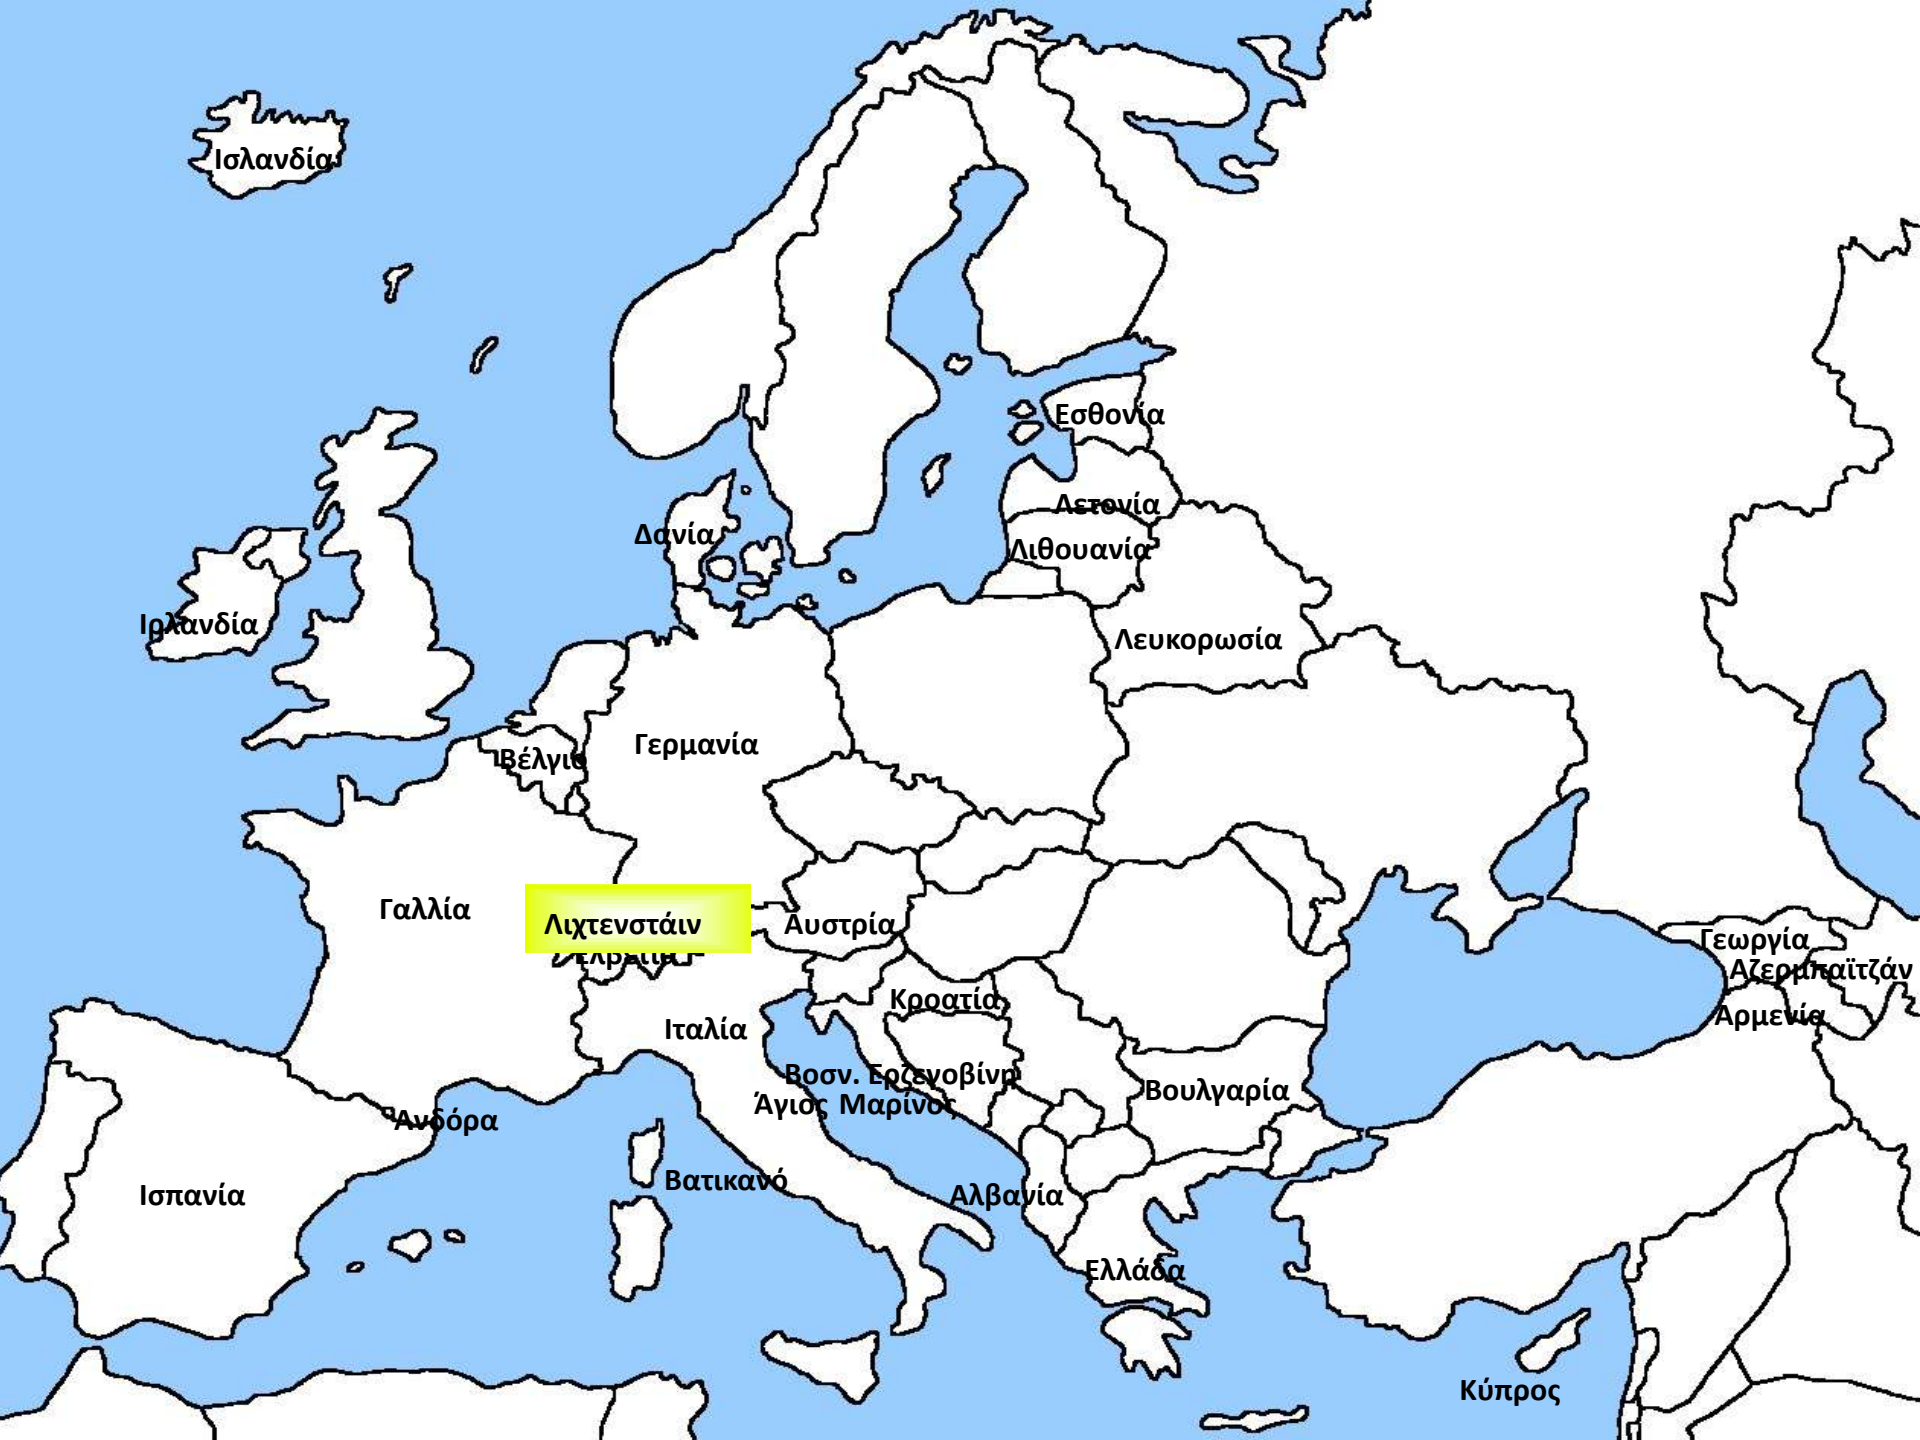 Ισλανδία
Εσθονία
Λετονία
Δανία
Λιθουανία
Ιρλανδία
Λευκορωσία
Γερμανία
Βέλγιο
Γαλλία
Λιχτενστάιν
Αυστρία
Ελβετία
Γεωργία
Αζερμπαϊτζάν
Κροατία
Αρμενία
Ιταλία
Βοσν. Ερζεγοβίνη
Βουλγαρία
Άγιος Μαρίνος
Ανδόρα
Βατικανό
Ισπανία
Αλβανία
Ελλάδα
Κύπρος